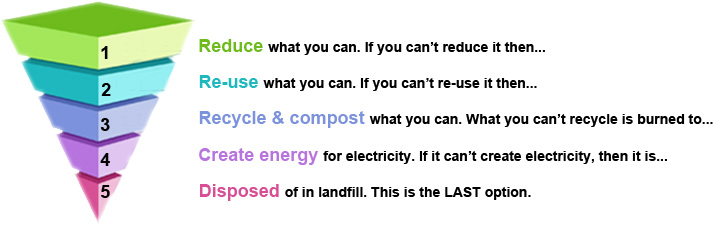 1 Reduce what you can. If you can’t reduce it then...
2 Re-use what you can. If you can’t re-use it then...
3 Recycle & compost what you can. What you can’t recycle is burned to...
4 Create energy for electricity. If it can’t create electricity, then it is...
5 Disposed of in landfill. This is the LAST option.